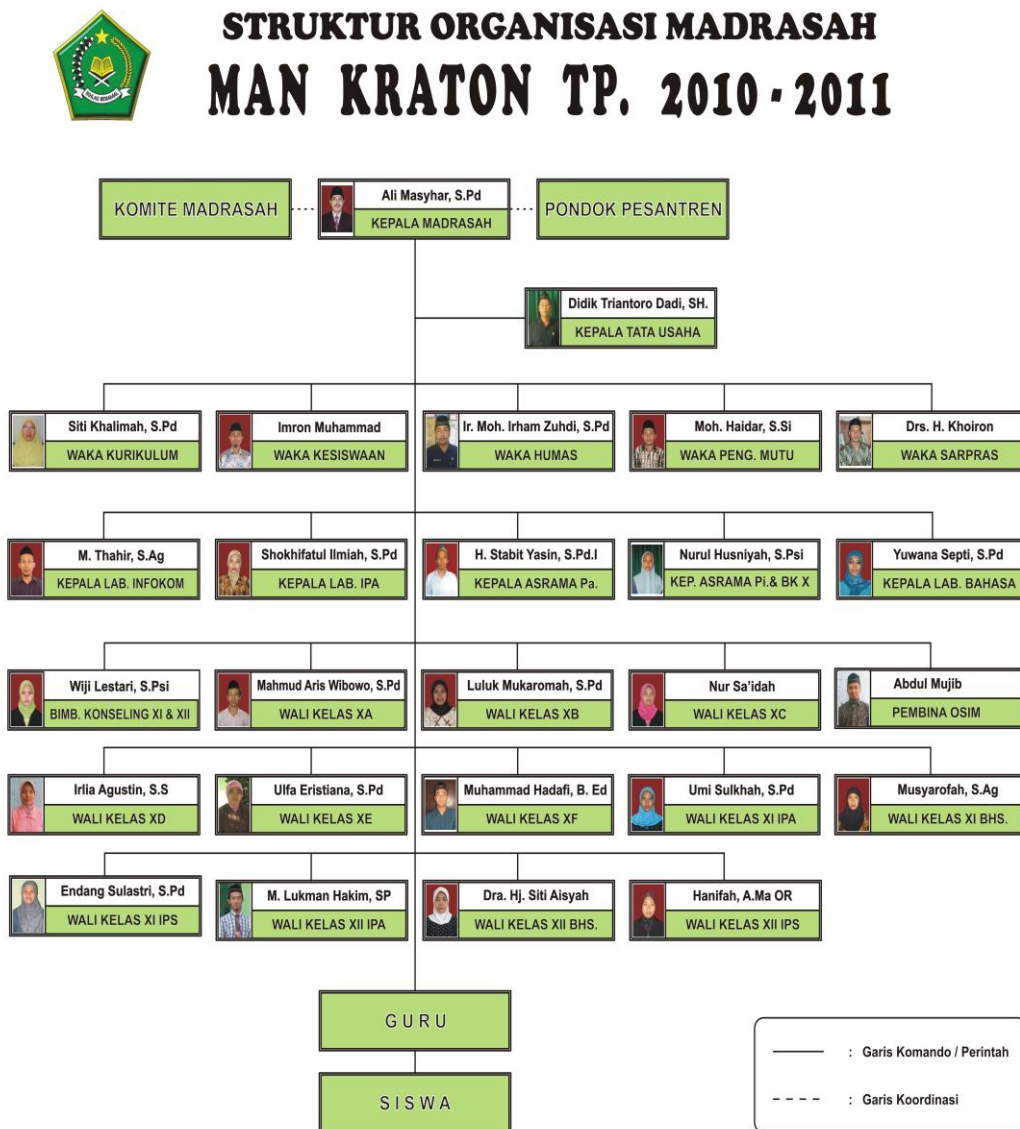 STRUKTUR ORGANISASI MADRASAH
MAN KRATON TP. 2010 - 2011
IKHLAS BERAMAL
KOMITE MADRASAH
Ali Masyhar, S.Pd
KEPALA MADRASAH
PONDOK PESANTREN
Didik Triantoro Dadi, SH.
KEPALA TATA USAHA
Siti Khalimah, S.Pd
WAKA KURIKULUM
Imron Muhammad
WAKA KESISWAAN
Ir. Moh. Irham Zuhdi, S.Pd
WAKA HUMAS
Moh. Haidar, S.Si
WAKA PENG. MUTU
Drs. H. Khoiron
WAKA SARPRAS
M. Thahir, S.Ag
KEPALA LAB. INFOKOM
Shokhifatul Ilmiah, S.Pd
KEPALA LAB. IPA
H. Stabit Yasin, S.Pd.I
KEPALA ASRAMA Pa.
Nurul Husniyah, S.Psi
KEP. ASRAMA Pi.& BK X
Yuwana Septi, S.Pd
KEPALA LAB. BAHASA
Wiji Lestari, S.Psi
BIMB. KONSELING XI & XII
Mahmud Aris Wibowo, S.Pd
WALI KELAS XA
Luluk Mukaromah, S.Pd
WALI KELAS XB
Nur Sa'idah
WALI KELAS XC
Abdul Mujib
PEMBINA OSIM
Irlia Agustin, S.S
WALI KELAS XD
Ulfa Eristiana, S.Pd
WALI KELAS XE
Muhammad Hadafi, B. Ed
WALI KELAS XF
Umi Sulkhah, S.Pd
WALI KELAS XI IPA
Musyarofah, S.Ag
WALI KELAS XI BHS.
Endang Sulastri, S.Pd
WALI KELAS XI IPS
M. Lukman Hakim, SP
WALI KELAS XII IPA
Dra. Hj. Siti Aisyah
WALI KELAS XII BHS.
Hanifah, A.Ma OR
WALI KELAS XII IPS
GURU
SISWA
: Garis Komando / Perintah
: Garis Koordinasi